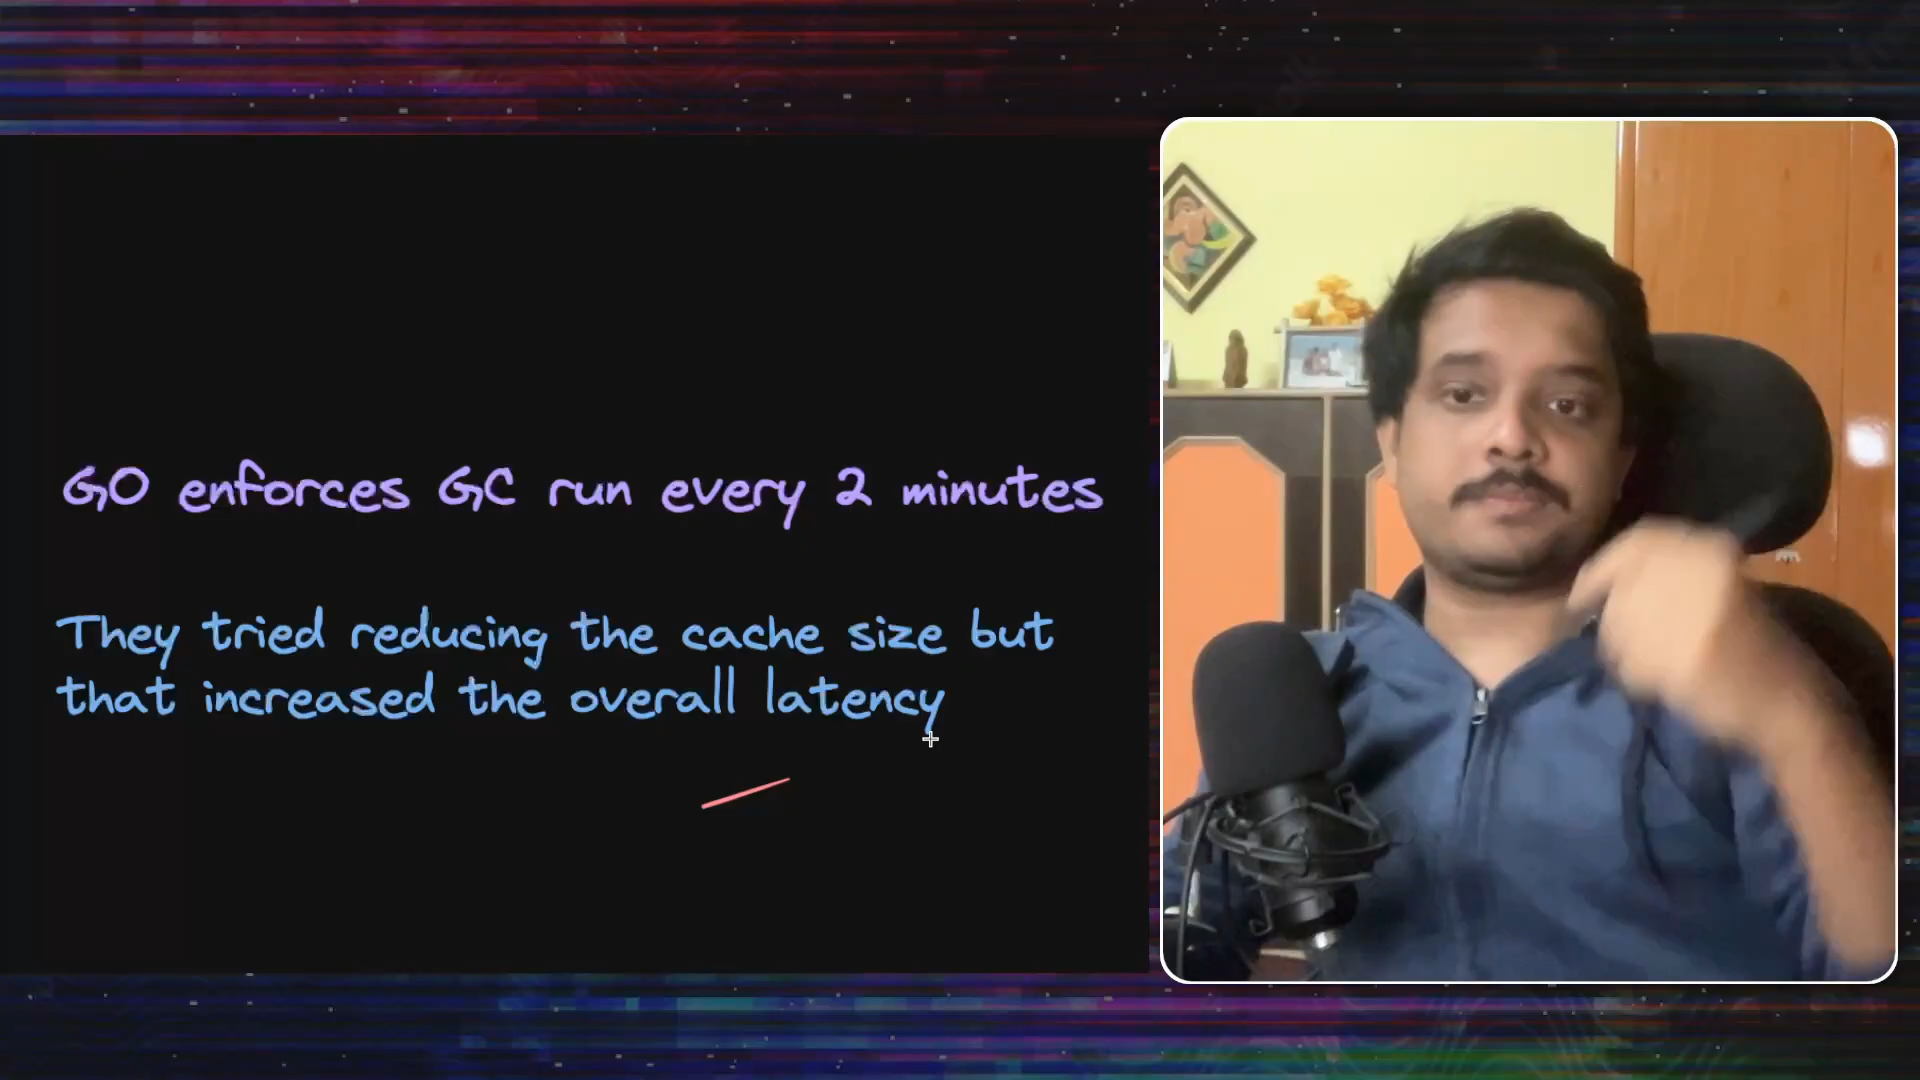 GO enforces GC run every 2 minutes
They tried reducing the cache size but
that increased the overall latency